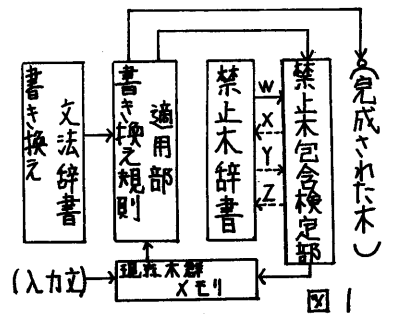 書き換え
文法辞書
書き換え規則
適用部
禁止木辞書
W
X
Y
Z
禁止木包含検定部
(完成された木)
(入力文)
現在木群
メモリ
図1